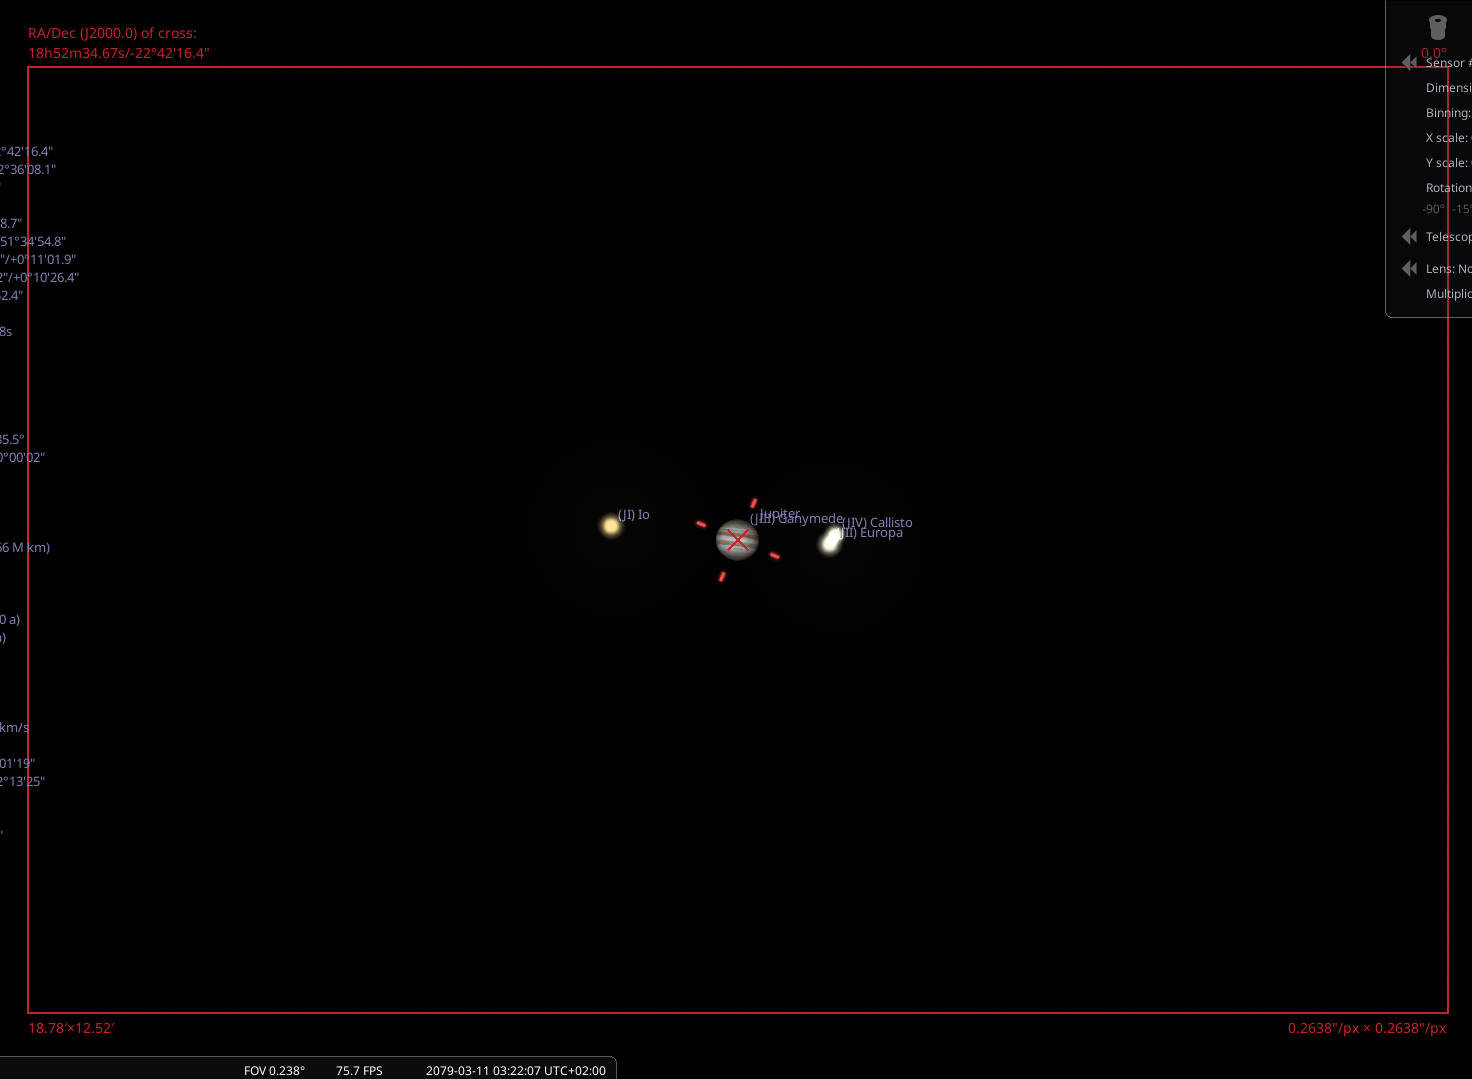 RA/Dec (J2000.0) of cross:
18h52m34.67s/-22°42'16.4"
0.0°
Sensor #
Dimensi
Binning:
X scale:
Y scale:
Rotation
-90° -15°
Telescop
Lens: No
Multiplic
°42'16.4"
2°36'08.1"
8.7"
51°34'54.8"
"/+0°11'01.9"
2"/+0°10'26.4"
52.4"
8s
35.5°
0°00'02"
56 M km)
0 a)
a)
km/s
01'19"
2°13'25"
(JI) Io
Jupiter
(JIII) Ganymede
(JIV) Callisto
(JII) Europa
18.78′×12.52′
0.2638"/px × 0.2638"/px
FOV 0.238° 75.7 FPS 2079-03-11 03:22:07 UTC+02:00